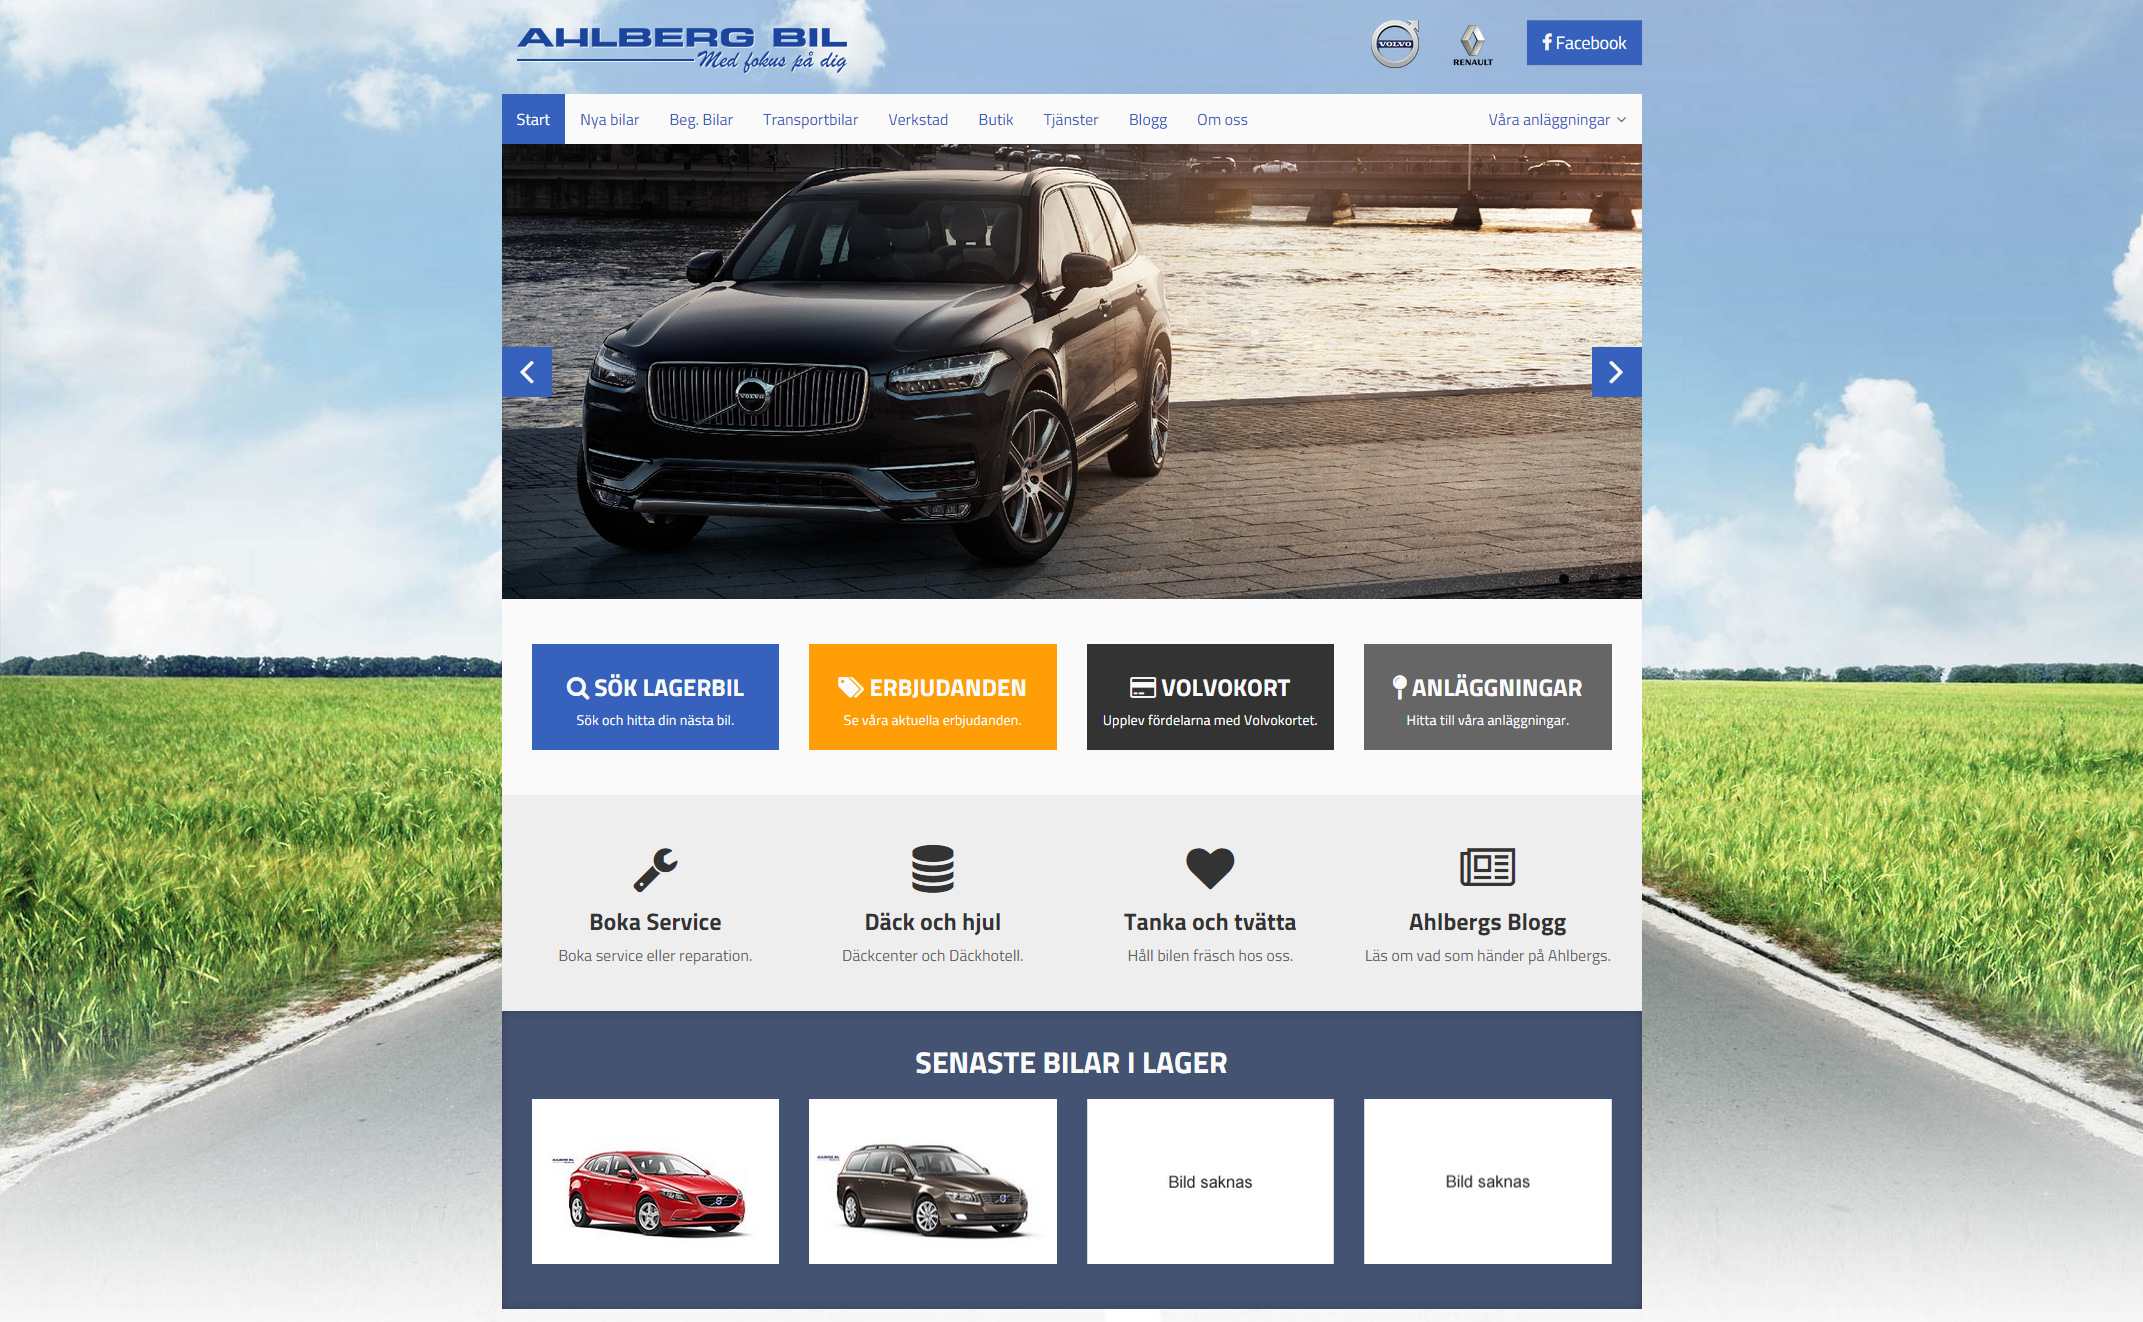 AHLBERG BIL
Med fokus på dig
VOLVO
RENAULT
Facebook
Start Nya bilar Beg. Bilar Transportbilar Verkstad Butik Tjänster Blogg Om oss Våra anläggningar
VOLVO
SÖK LAGERBIL
Sök och hitta din nästa bil.
ERBJUDANDEN
Se våra aktuella erbjudanden.
VOLVOKORT
Upplev fördelarna med Volvokortet.
ANLÄGGNINGAR
Hitta till våra anläggningar.
Boka Service
Boka service eller reparation.
Däck och hjul
Däckcenter och Däckhotell.
Tanka och tvätta
Håll bilen fräsch hos oss.
Ahlbergs Blogg
Läs om vad som händer på Ahlbergs.
SENASTE BILAR I LAGER
AHLBERG BIL
AHLBERG BIL
Bild saknas
Bild saknas